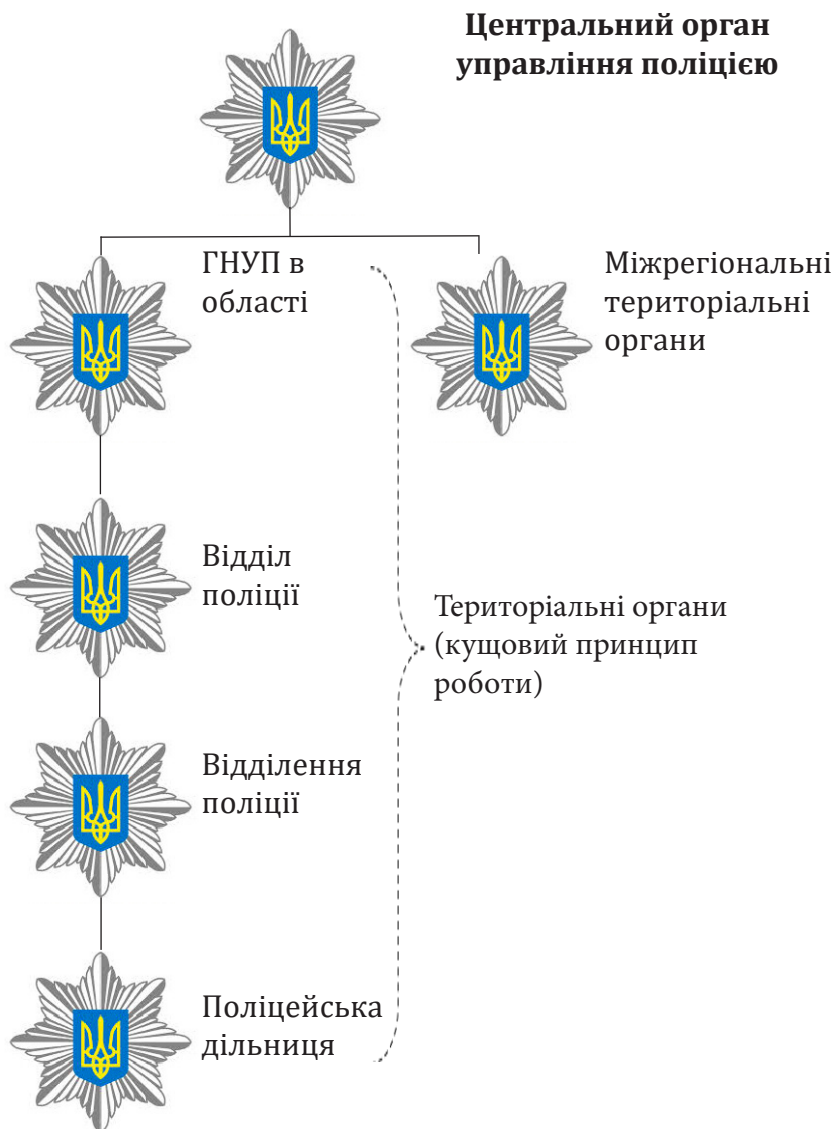 Центральний орган
управління поліцією
ГНУП в
області
Міжрегіональні
територіальні
органи
Відділ
поліції
Територіальні органи
(кущовий принцип
роботи)
Відділення
поліції
Поліцейська
дільниця